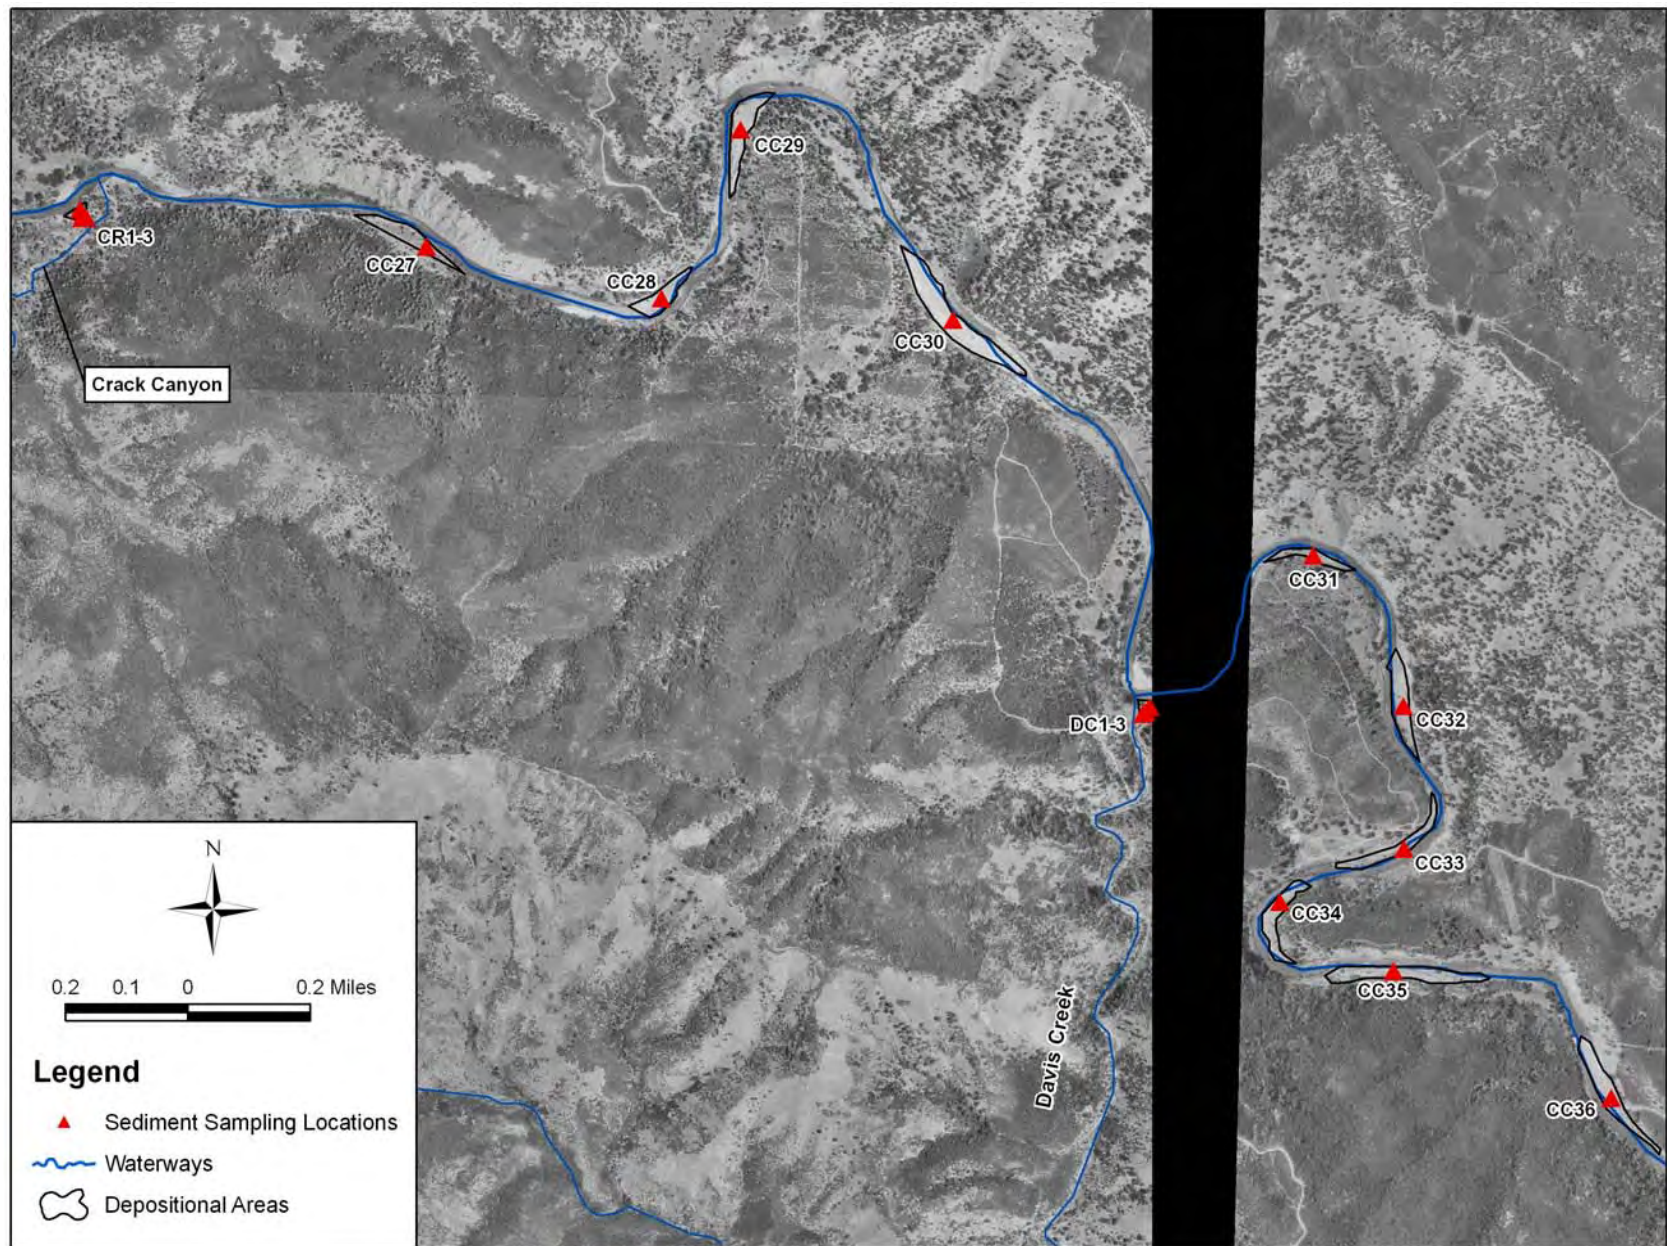 CC29
CR1-3
CC27
CC28
CC30
Crack Canyon
CC31
CC32
DC1-3
CC33
CC34
CC35
Davis Creek
CC36
N
0.2 0.1 0 0.2 Miles
Legend
Sediment Sampling Locations
Waterways
Depositional Areas